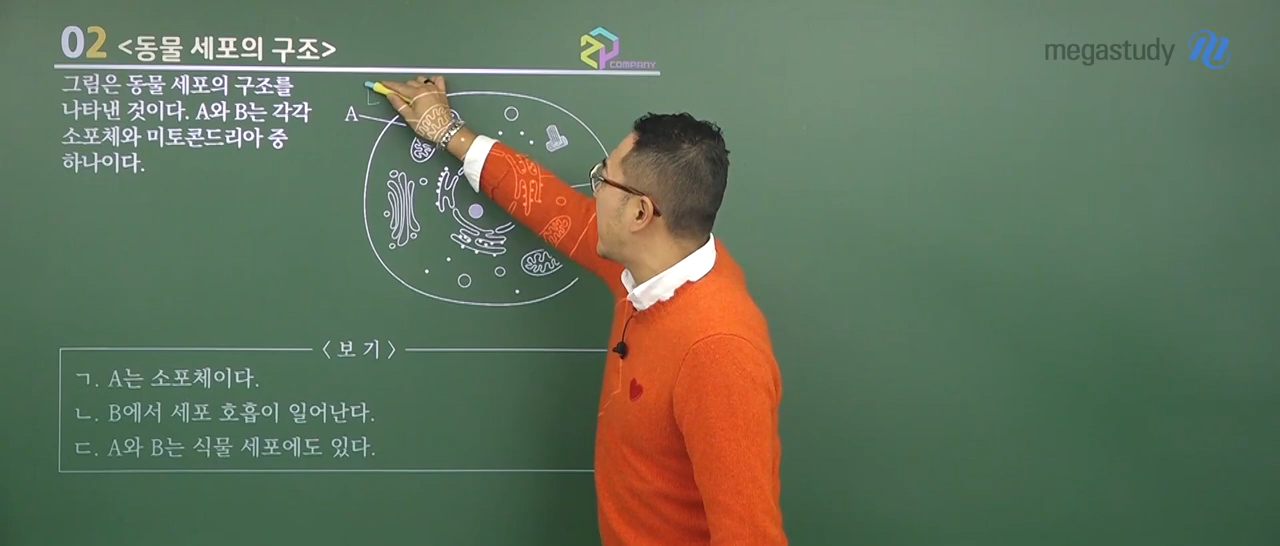 02 <동물 세포의 구조>
2Y COMPANY
megastudy
그림은 동물 세포의 구조를
나타낸 것이다. A와 B는 각각
소포체와 미토콘드리아 중
하나이다.
A
〈보기〉
ㄱ. A는 소포체이다.
ㄴ. B에서 세포 호흡이 일어난다.
ㄷ. A와 B는 식물 세포에도 있다.